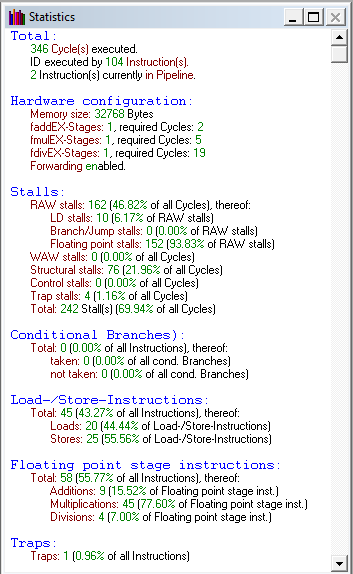 Statistics
Total:
346 Cycle(s) executed.
ID executed by 104 Instruction(s).
2 Instruction(s) currently in Pipeline.
Hardware configuration:
Memory size: 32768 Bytes
faddEX-Stages: 1, required Cycles: 2
fmulEX-Stages: 1, required Cycles: 5
fdivEX-Stages: 1, required Cycles: 19
Forwarding enabled.
Stalls:
RAW stalls: 162 (46.82% of all Cycles), thereof:
LD stalls: 10 (6.17% of RAW stalls)
Branch/Jump stalls: 0 (0.00% of RAW stalls)
Floating point stalls: 152 (93.83% of RAW stalls)
WAW stalls: 0 (0.00% of all Cycles)
Structural stalls: 76 (21.96% of all Cycles)
Control stalls: 0 (0.00% of all Cycles)
Trap stalls: 4 (1.16% of all Cycles)
Total: 242 Stall(s) (69.94% of all Cycles)
Conditional Branches):
Total: 0 (0.00% of all Instructions), thereof:
taken: 0 (0.00% of all cond. Branches)
not taken: 0 (0.00% of all cond. Branches)
Load-/Store-Instructions:
Total: 45 (43.27% of all Instructions), thereof:
Loads: 20 (44.44% of Load-/Store-Instructions)
Stores: 25 (55.56% of Load-/Store-Instructions)
Floating point stage instructions:
Total: 58 (55.77% of all Instructions), thereof:
Additions: 9 (15.52% of Floating point stage inst.)
Multiplications: 45 (77.60% of Floating point stage inst.)
Divisions: 4 (7.00% of Floating point stage inst.)
Traps:
Traps: 1 (0.96% of all Instructions)